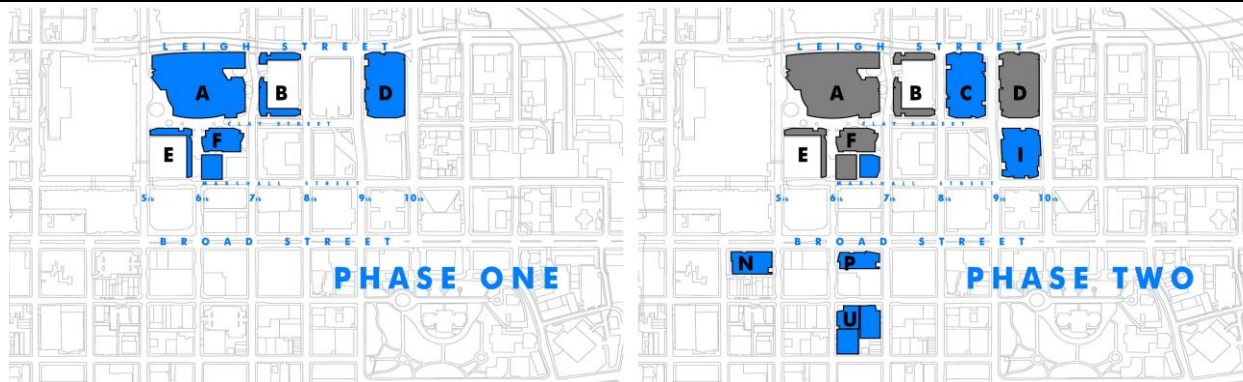 LEIGH STREET
A
B
D
CLAY STREET
E
F
MARSHALL STREET
5th 6th 7th 8th 9th 10th
BROAD STREET
PHASE ONE
LEIGH STREET
A
B
C
D
CLAY STREET
E
F
I
MARSHALL STREET
5th 6th 7th 8th 9th 10th
BROAD STREET
N
P
PHASE TWO
U